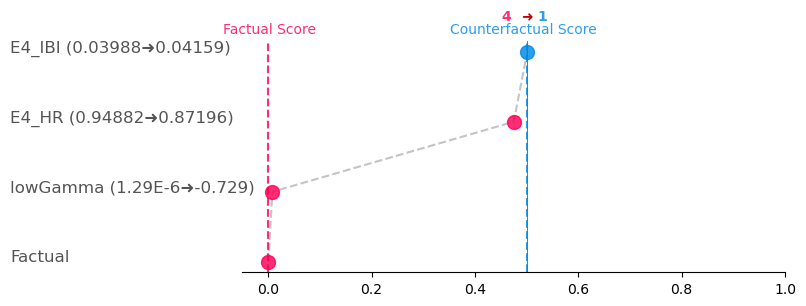 4 ➜ 1
Factual Score
Counterfactual Score
E4_IBI (0.03988➜0.04159)
E4_HR (0.94882➜0.87196)
lowGamma (1.29E-6➜-0.729)
Factual
0.0 0.2 0.4 0.6 0.8 1.0